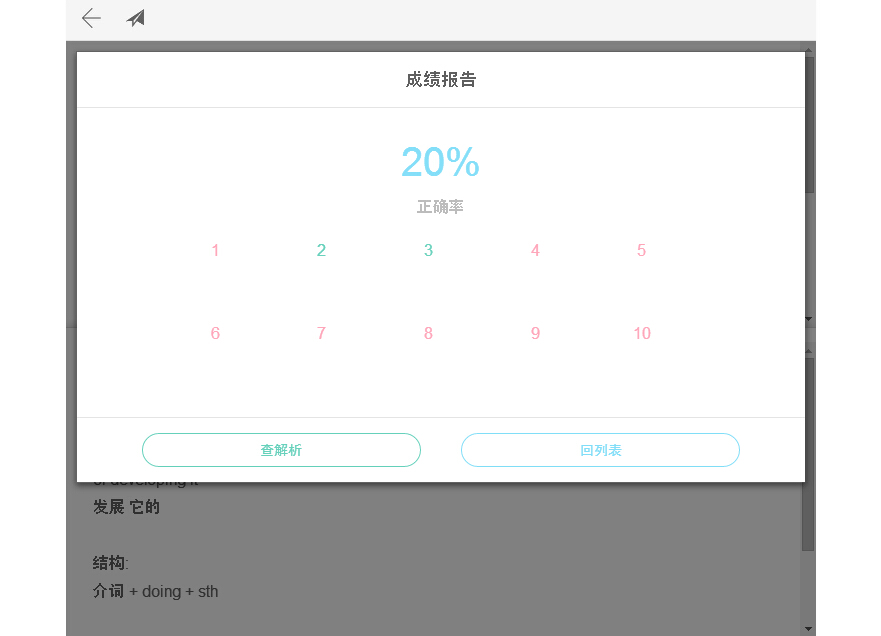 成绩报告
20%
正确率
1 2 3 4 5
6 7 8 9 10
查解析 回列表
of developing it
发展 它的
结构:
介词 + doing + sth